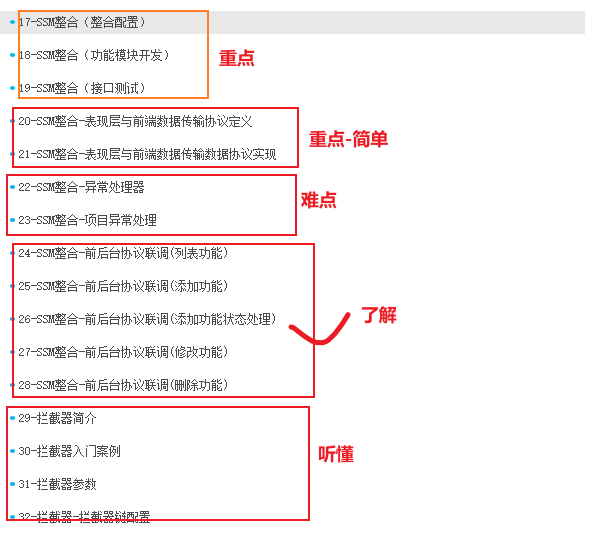 17-SSM整合（整合配置）
18-SSM整合（功能模块开发）
重点
19-SSM整合（接口测试）
20-SSM整合-表现层与前端数据传输协议定义
重点-简单
21-SSM整合-表现层与前端数据传输数据协议实现
22-SSM整合-异常处理器
难点
23-SSM整合-项目异常处理
24-SSM整合-前后台协议联调(列表功能)
25-SSM整合-前后台协议联调(添加功能)
26-SSM整合-前后台协议联调(添加功能状态处理)
了解
27-SSM整合-前后台协议联调(修改功能)
28-SSM整合-前后台协议联调(删除功能)
29-拦截器简介
30-拦截器入门案例
听懂
31-拦截器参数
32-拦截器-拦截器链配置